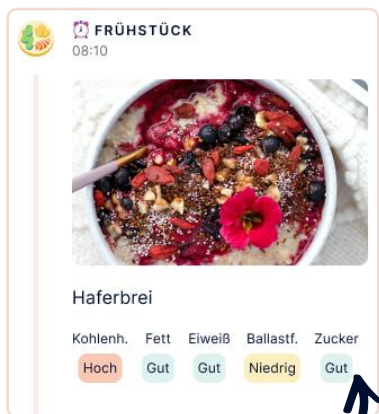 FRÜHSTÜCK
08:10
Haferbrei
Kohlenh. Fett Eiweiß Ballastf. Zucker
Hoch Gut Gut Niedrig Gut